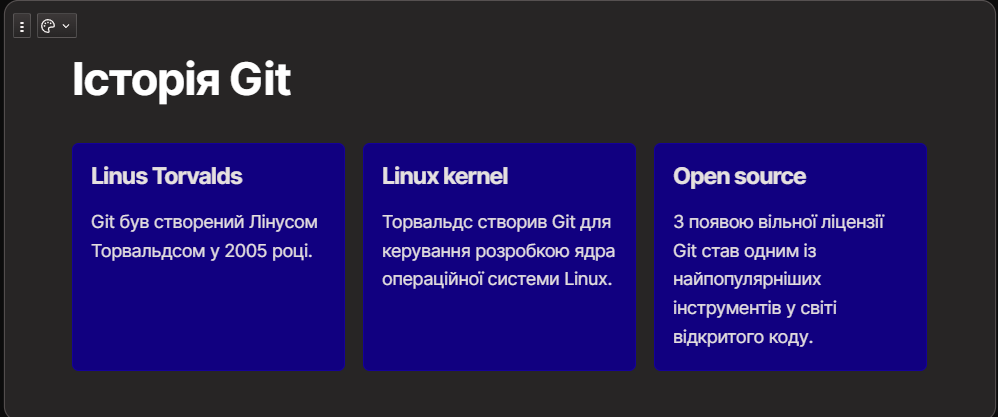 Історія Git
Linus Torvalds
Git був створений Лінусом
Торвальдсом у 2005 році.
Linux kernel
Торвальдс створив Git для
керування розробкою ядра
операційної системи Linux.
Open source
З появою вільної ліцензії
Git став одним із
найпопулярніших
інструментів у світі
відкритого коду.